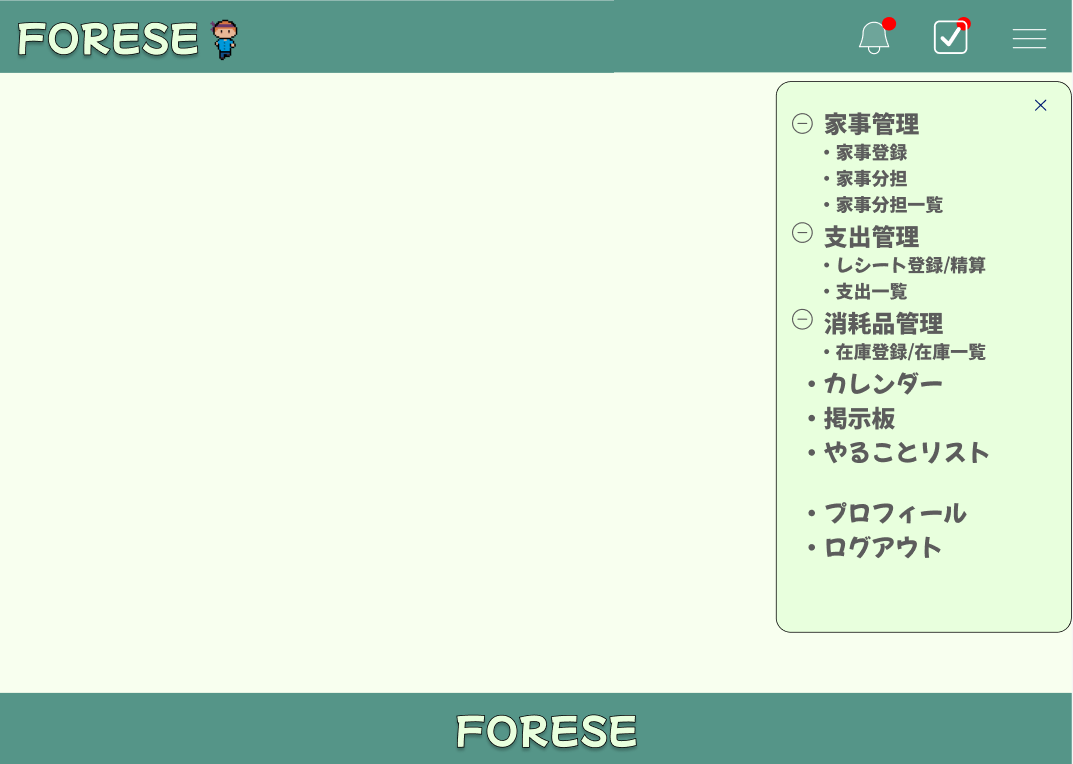 FORESE
家事管理
・家事登録
・家事分担
・家事分担一覧
支出管理
・レシート登録/精算
・支出一覧
消耗品管理
・在庫登録/在庫一覧
・カレンダー
・掲示板
・やることリスト
・プロフィール
・ログアウト
FORESE